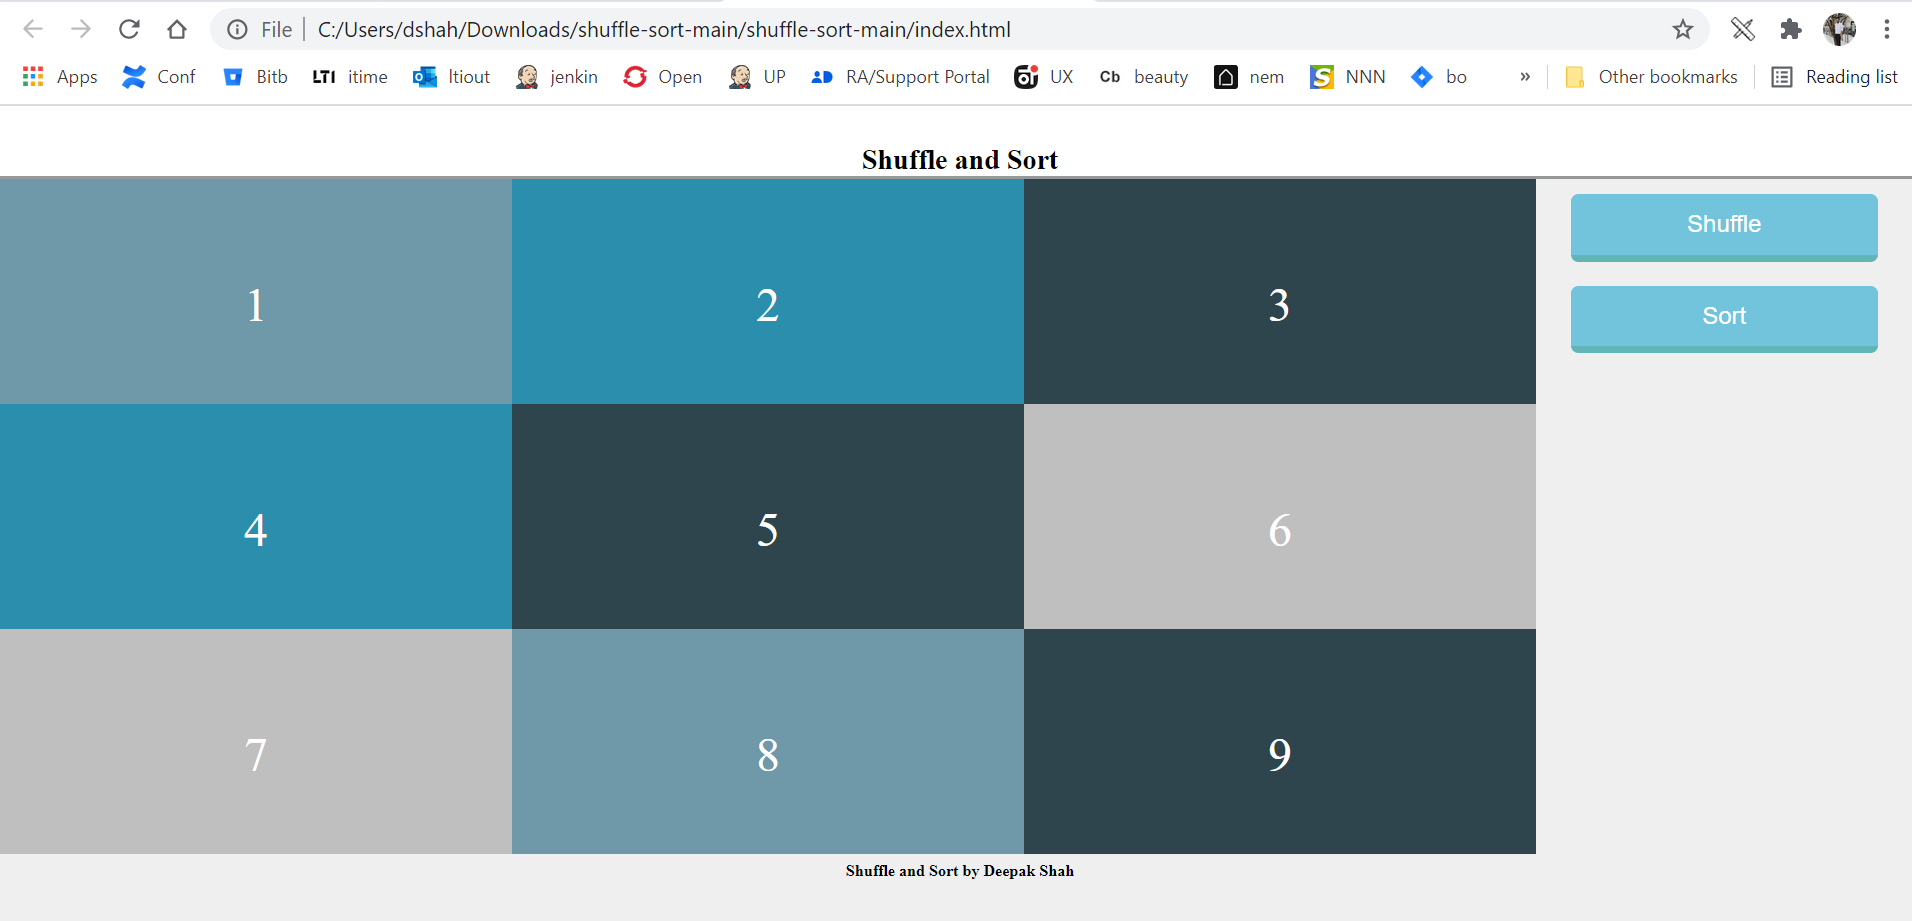 File C:/Users/dshah/Downloads/shuffle-sort-main/shuffle-sort-main/index.html
Apps Conf Bitb LTI itime ltiout jenkin Open UP RA/Support Portal UX Cb beauty nem NNN bo » Other bookmarks Reading list
Shuffle and Sort
1 2 3 Shuffle
Sort
4 5 6
7 8 9
Shuffle and Sort by Deepak Shah